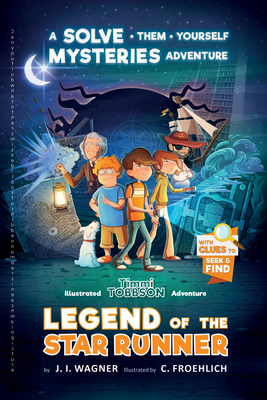 A SOLVE • THEM • YOURSELF
MYSTERIES ADVENTURE
WITH
CLUES TO
SEEK &
FIND
Timmi
Illustrated TOBBSON Adventure
LEGEND OF THE
STAR RUNNER
by J. I. WAGNER Illustrated by C. FROEHLICH